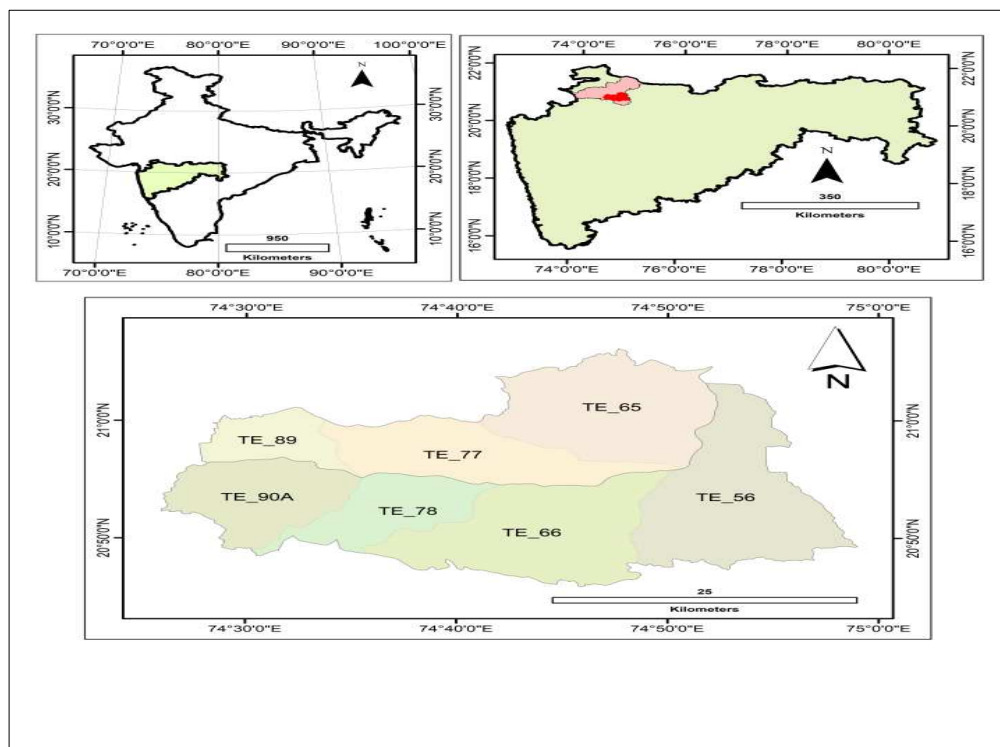 70°0'0"E 80°0'0"E 90°0'0"E 100°0'0"E
N
30°0'0"N 30°0'0"N
20°0'0"N 20°0'0"N
10°0'0"N 10°0'0"N
950
Kilometers
70°0'0"E 80°0'0"E 90°0'0"E
74°0'0"E 76°0'0"E 78°0'0"E 80°0'0"E
22°0'0"N 22°0'0"N
20°0'0"N 20°0'0"N
N
18°0'0"N 18°0'0"N
350
Kilometers
16°0'0"N 16°0'0"N
74°0'0"E 76°0'0"E 78°0'0"E 80°0'0"E
74°30'0"E 74°40'0"E 74°50'0"E 75°0'0"E
N
TE_65
21°0'0"N 21°0'0"N
TE_89
TE_77
TE_90A TE_56
TE_78
TE_66
20°50'0"N 20°50'0"N
25
Kilometers
74°30'0"E 74°40'0"E 74°50'0"E 75°0'0"E